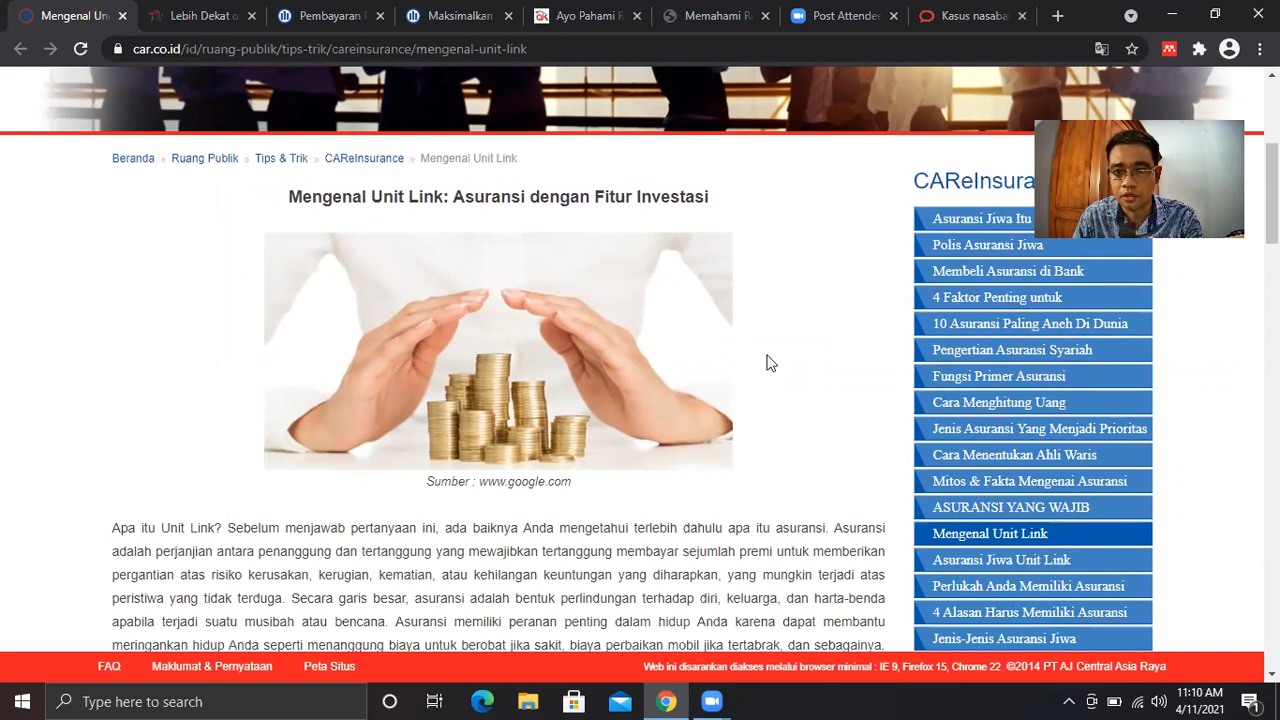 Mengenal Un
Lebih Dekat
Pembayaran
Maksimalkan
Ayo Pahami
Memahami
Post Attende
Kasus nasaba
car.co.id/id/ruang-publik/tips-trik/careinsurance/mengenal-unit-link
Beranda » Ruang Publik » Tips & Trik » CAReInsurance » Mengenal Unit Link
Mengenal Unit Link: Asuransi dengan Fitur Investasi
Sumber : www.google.com
Apa itu Unit Link? Sebelum menjawab pertanyaan ini, ada baiknya Anda mengetahui terlebih dahulu apa itu asuransi. Asuransi
adalah perjanjian antara penanggung dan tertanggung yang mewajibkan tertanggung membayar sejumlah premi untuk memberikan
pergantian atas risiko kerusakan, kerugian, kematian, atau kehilangan keuntungan yang diharapkan, yang mungkin terjadi atas
peristiwa yang tidak terduga. Secara garis besar asuransi adalah bentuk perlindungan terhadap diri, keluarga, dan harta-benda
apabila terjadi suatu musibah atau bencana. Asuransi memiliki peranan penting dalam hidup Anda karena dapat membantu
meringankan hidup Anda seperti menanggung biaya untuk berobat jika sakit, biaya perbaikan mobil jika tertabrak, dan sebagainya.
CAReInsura
Asuransi Jiwa Itu
Polis Asuransi Jiwa
Membeli Asuransi di Bank
4 Faktor Penting untuk
10 Asuransi Paling Aneh Di Dunia
Pengertian Asuransi Syariah
Fungsi Primer Asuransi
Cara Menghitung Uang
Jenis Asuransi Yang Menjadi Prioritas
Cara Menentukan Ahli Waris
Mitos & Fakta Mengenai Asuransi
ASURANSI YANG WAJIB
Mengenal Unit Link
Asuransi Jiwa Unit Link
Perlukah Anda Memiliki Asuransi
4 Alasan Harus Memiliki Asuransi
Jenis-Jenis Asuransi Jiwa
FAQ Maklumat & Pernyataan Peta Situs
Web ini disarankan diakses melalui browser minimal : IE 9, Firefox 15, Chrome 22 ©2014 PT AJ Central Asia Raya
Type here to search
11:10 AM
4/11/2021
1